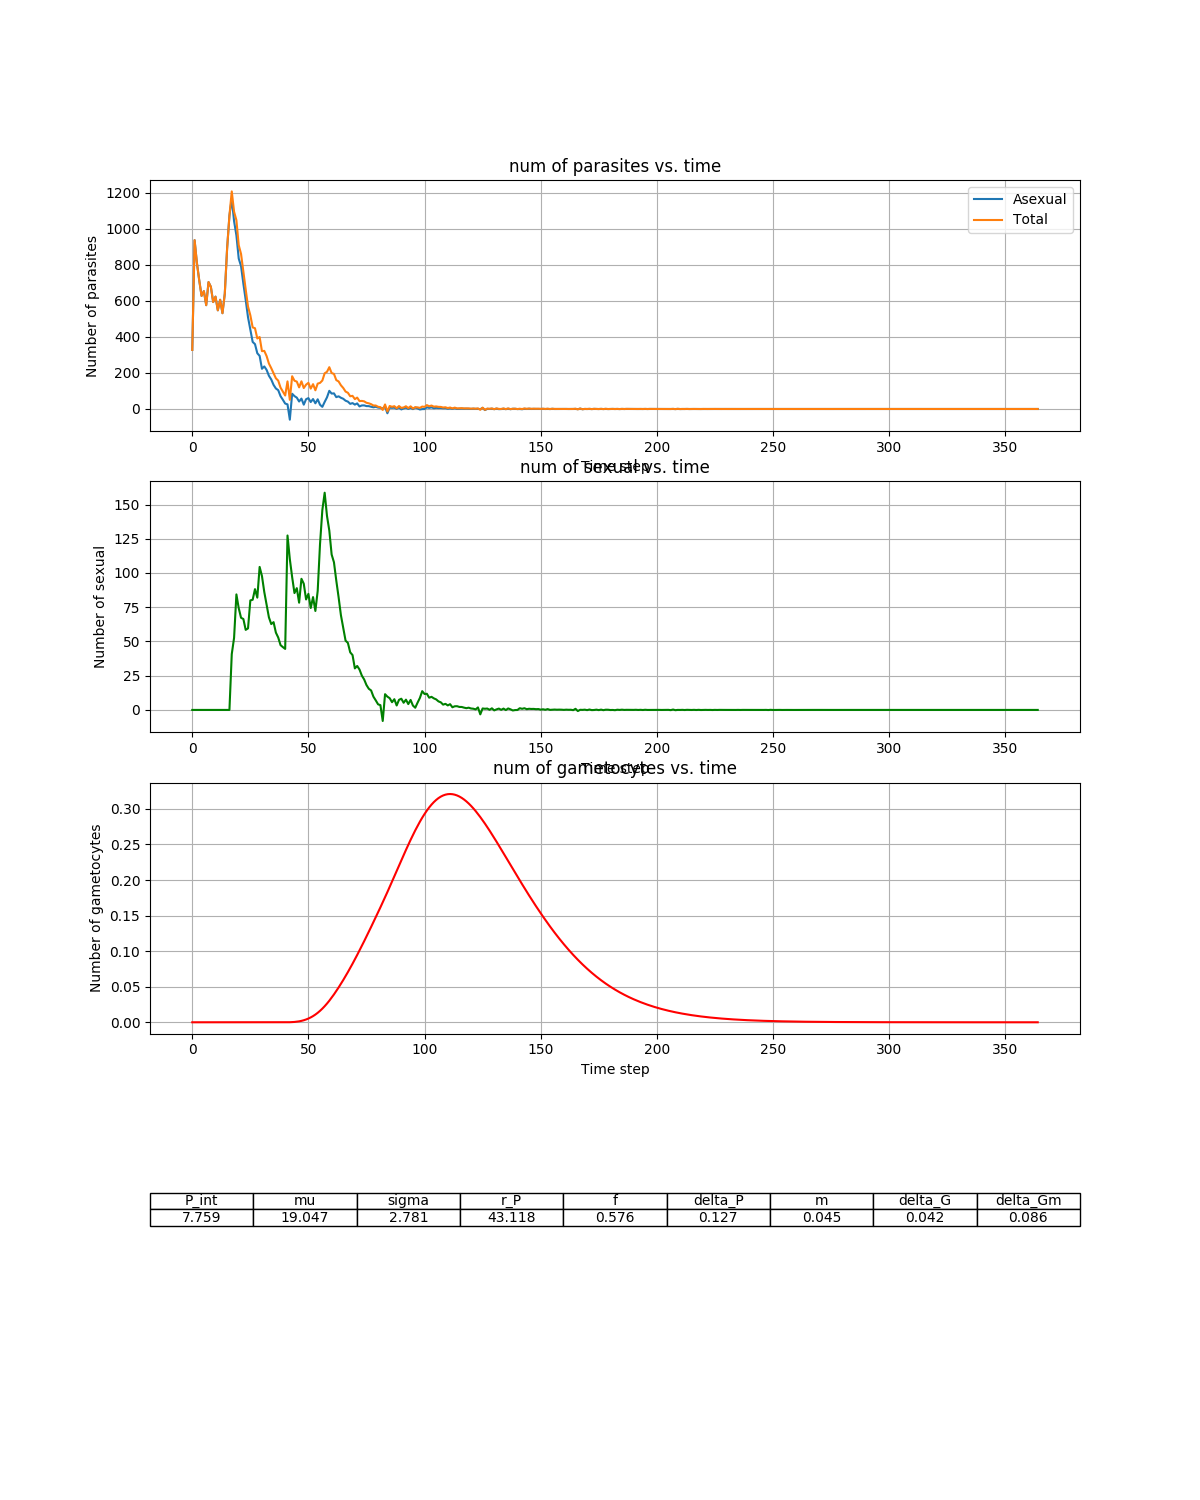 num of parasites vs. time
Number of parasites
1200
1000
800
600
400
200
0
Asexual
Total
0 50 100 150 200 250 300 350
Time step
num of sexual vs. time
Number of sexual
150
125
100
75
50
25
0
0 50 100 150 200 250 300 350
Time step
num of gametocytes vs. time
Number of gametocytes
0.30
0.25
0.20
0.15
0.10
0.05
0.00
0 50 100 150 200 250 300 350
Time step
P_int mu sigma r_P f delta_P m delta_G delta_Gm
7.759 19.047 2.781 43.118 0.576 0.127 0.045 0.042 0.086